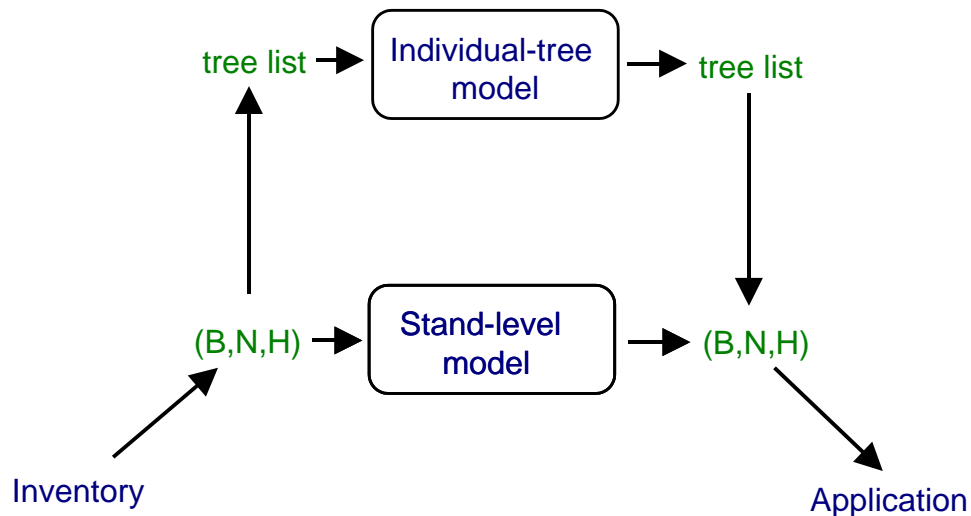 tree list
Individual-tree
model
tree list
(B,N,H)
Stand-level
model
(B,N,H)
Inventory
Application